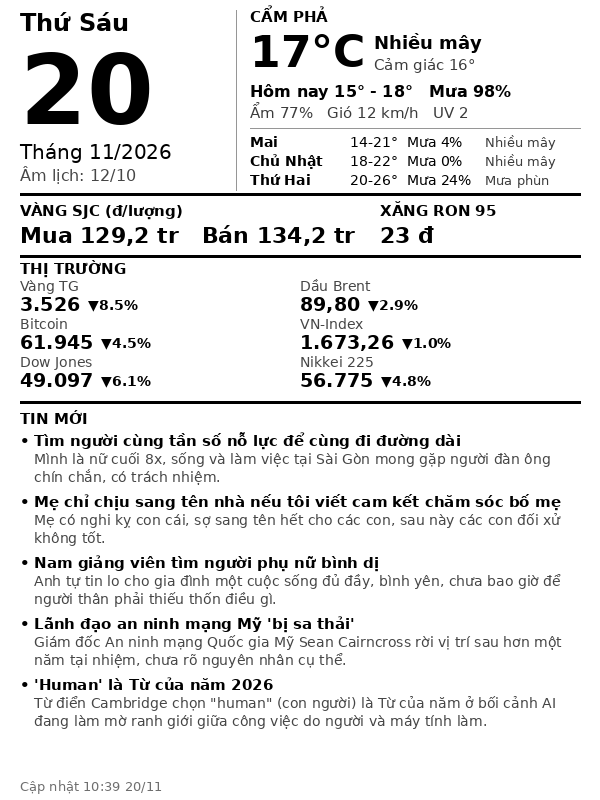 Thứ Sáu
20
Tháng 11/2026
Âm lịch: 12/10
CẨM PHẢ
17°C Nhiều mây
Cảm giác 16°
Hôm nay 15° - 18° Mưa 98%
Ẩm 77% Gió 12 km/h UV 2
Mai 14-21° Mưa 4% Nhiều mây
Chủ Nhật 18-22° Mưa 0% Nhiều mây
Thứ Hai 20-26° Mưa 24% Mưa phùn
VÀNG SJC (đ/lượng) XĂNG RON 95
Mua 129,2 tr Bán 134,2 tr 23 đ
THỊ TRƯỜNG
Vàng TG Dầu Brent
3.526 ▼8.5% 89,80 ▼2.9%
Bitcoin VN-Index
61.945 ▼4.5% 1.673,26 ▼1.0%
Dow Jones Nikkei 225
49.097 ▼6.1% 56.775 ▼4.8%
TIN MỚI
• Tìm người cùng tần số nỗ lực để cùng đi đường dài
Mình là nữ cuối 8x, sống và làm việc tại Sài Gòn mong gặp người đàn ông
chín chắn, có trách nhiệm.
• Mẹ chỉ chịu sang tên nhà nếu tôi viết cam kết chăm sóc bố mẹ
Mẹ có nghi kỵ con cái, sợ sang tên hết cho các con, sau này các con đối xử
không tốt.
• Nam giảng viên tìm người phụ nữ bình dị
Anh tự tin lo cho gia đình một cuộc sống đủ đầy, bình yên, chưa bao giờ để
người thân phải thiếu thốn điều gì.
• Lãnh đạo an ninh mạng Mỹ 'bị sa thải'
Giám đốc An ninh mạng Quốc gia Mỹ Sean Cairncross rời vị trí sau hơn một
năm tại nhiệm, chưa rõ nguyên nhân cụ thể.
• 'Human' là Từ của năm 2026
Từ điển Cambridge chọn "human" (con người) là Từ của năm ở bối cảnh AI
đang làm mờ ranh giới giữa công việc do người và máy tính làm.
Cập nhật 10:39 20/11